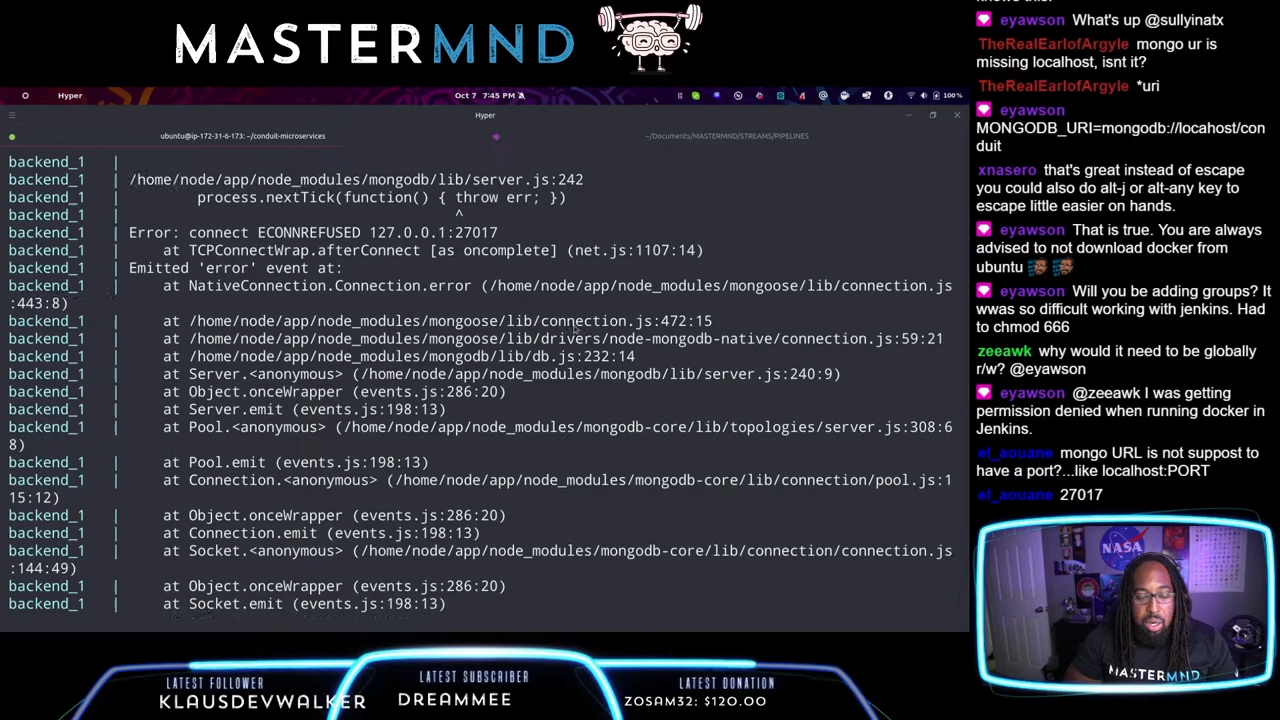 MASTERMND
Hyper
Oct 7 7:45 PM
100%
Hyper
ubuntu@ip-172-31-6-173: ~/conduit-microservices
~/Documents/MASTERMND/STREAMS/PIPELINES
backend_1 |
backend_1 | /home/node/app/node_modules/mongodb/lib/server.js:242
backend_1 | process.nextTick(function() { throw err; })
backend_1 | ^
backend_1 | Error: connect ECONNREFUSED 127.0.0.1:27017
backend_1 | at TCPConnectWrap.afterConnect [as oncomplete] (net.js:1107:14)
backend_1 | Emitted 'error' event at:
backend_1 | at NativeConnection.Connection.error (/home/node/app/node_modules/mongoose/lib/connection.js
:443:8)
backend_1 | at /home/node/app/node_modules/mongoose/lib/connection.js:472:15
backend_1 | at /home/node/app/node_modules/mongoose/lib/drivers/node-mongodb-native/connection.js:59:21
backend_1 | at /home/node/app/node_modules/mongodb/lib/db.js:232:14
backend_1 | at Server.<anonymous> (/home/node/app/node_modules/mongodb/lib/server.js:240:9)
backend_1 | at Object.onceWrapper (events.js:286:20)
backend_1 | at Server.emit (events.js:198:13)
backend_1 | at Pool.<anonymous> (/home/node/app/node_modules/mongodb-core/lib/topologies/server.js:308:6
8)
backend_1 | at Pool.emit (events.js:198:13)
backend_1 | at Connection.<anonymous> (/home/node/app/node_modules/mongodb-core/lib/connection/pool.js:1
15:12)
backend_1 | at Object.onceWrapper (events.js:286:20)
backend_1 | at Connection.emit (events.js:198:13)
backend_1 | at Socket.<anonymous> (/home/node/app/node_modules/mongodb-core/lib/connection/connection.js
:144:49)
backend_1 | at Object.onceWrapper (events.js:286:20)
backend_1 | at Socket.emit (events.js:198:13)
eyawson What's up @sullyinatx
TheRealEarlofArgyle mongo ur is
missing localhost, isnt it?
TheRealEarlofArgyle *uri
eyawson
MONGODB_URI=mongodb://locahost/con
duit
xnasero that's great instead of escape
you could also do alt-j or alt-any key to
escape little easier on hands.
eyawson That is true. You are always
advised to not download docker from
ubuntu
eyawson Will you be adding groups? It
wwas so difficult working with jenkins. Had
to chmod 666
zeeawk why would it need to be globally
r/w? @eyawson
eyawson @zeeawk I was getting
permission denied when running docker in
Jenkins.
el_aouane mongo URL is not suppost to
have a port?...like localhost:PORT
el_aouane 27017
NASA
MASTERMND
LATEST FOLLOWER
KLAUSDEVWALKER
LATEST SUBSCRIBER
DREAMMEE
LATEST DONATION
ZOSAM32: $120.00